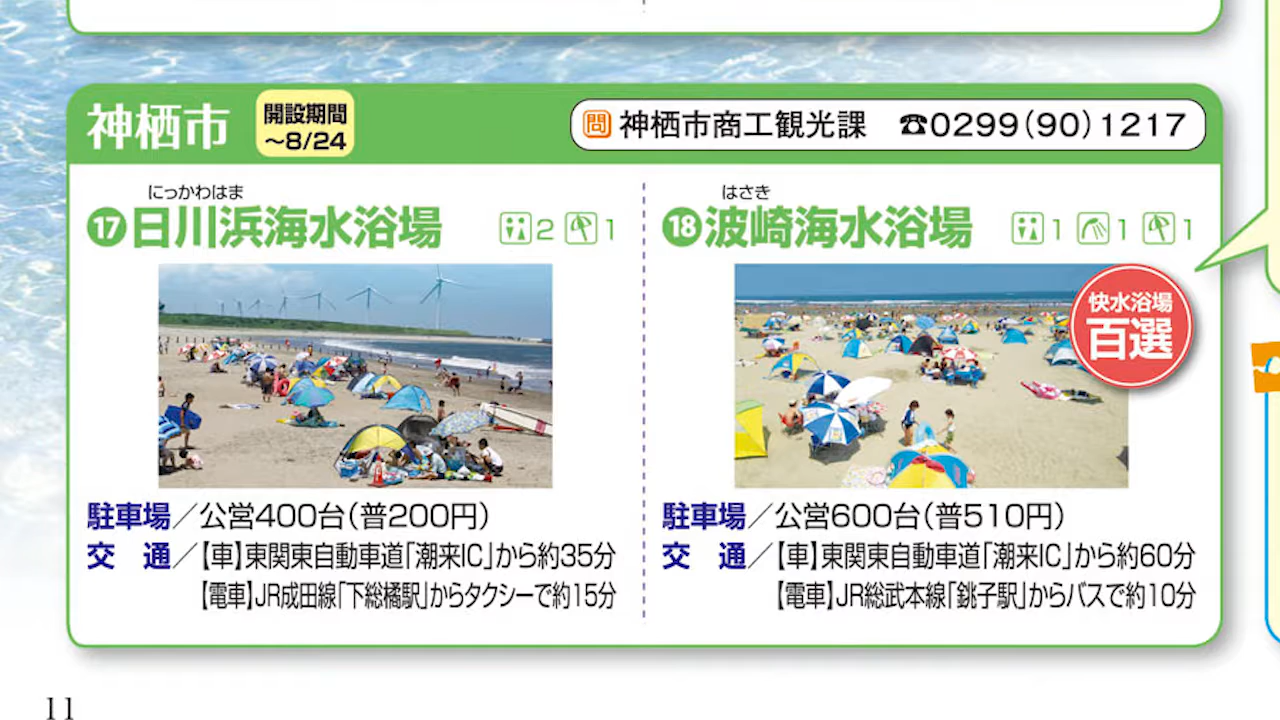 神栖市
開設期間
～8/24
問 神栖市商工観光課 ☎0299（90）1217
にっかわはま
⑰日川浜海水浴場 2 1
駐車場／公営400台（普200円）
交 通／【車】東関東自動車道「潮来IC」から約35分
【電車】JR成田線「下総橘駅」からタクシーで約15分
はさき
⑱波崎海水浴場 1 1 1
快水浴場
百選
駐車場／公営600台（普510円）
交 通／【車】東関東自動車道「潮来IC」から約60分
【電車】JR総武本線「銚子駅」からバスで約10分
11